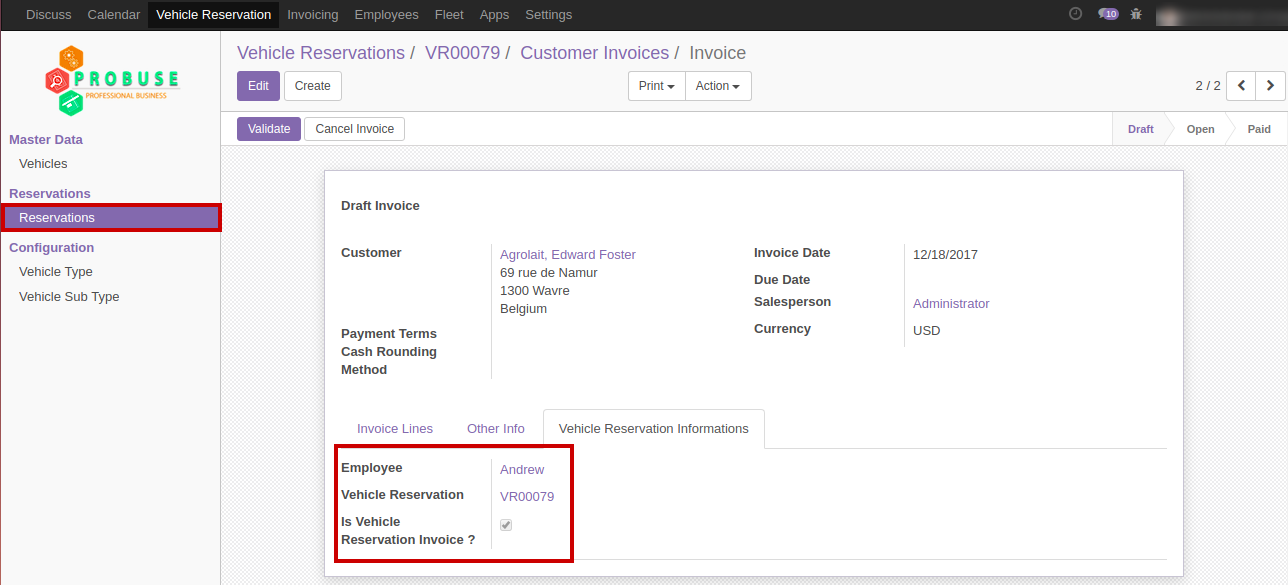 Discuss Calendar Vehicle Reservation Invoicing Employees Fleet Apps Settings 10
PROBUSE
PROFESSIONAL BUSINESS
Master Data
Vehicles
Reservations
Reservations
Configuration
Vehicle Type
Vehicle Sub Type
Vehicle Reservations / VR00079 / Customer Invoices / Invoice
Edit Create Print Action 2 / 2
Validate Cancel Invoice Draft Open Paid
Draft Invoice
Customer
Agrolait, Edward Foster
69 rue de Namur
1300 Wavre
Belgium
Payment Terms
Cash Rounding
Method
Invoice Date 12/18/2017
Due Date
Salesperson Administrator
Currency USD
Invoice Lines Other Info Vehicle Reservation Informations
Employee Andrew
Vehicle Reservation VR00079
Is Vehicle
Reservation Invoice ?